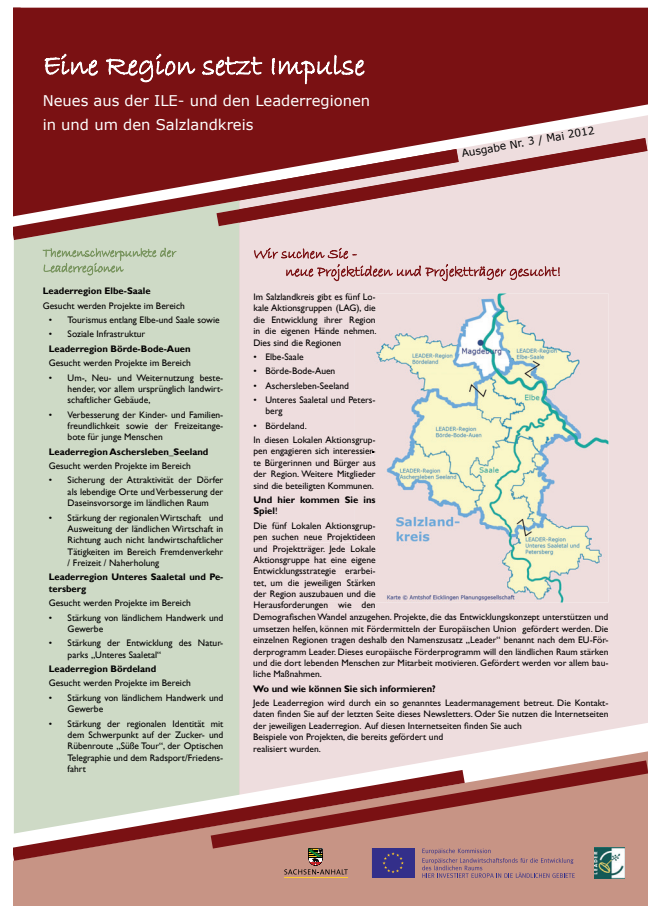 Eine Region setzt Impulse
Neues aus der ILE- und den Leaderregionen
in und um den Salzlandkreis
Ausgabe Nr. 3 / Mai 2012
Themenschwerpunkte der
Leaderregionen
Leaderregion Elbe-Saale
Gesucht werden Projekte im Bereich
• Tourismus entlang Elbe und Saale sowie
• Soziale Infrastruktur
Leaderregion Börde-Bode-Auen
Gesucht werden Projekte im Bereich
• Um-, Neu- und Weiternutzung beste-
hender, vor allem ursprünglich landwirt-
schaftlicher Gebäude,
• Verbesserung der Kinder- und Familien-
freundlichkeit sowie der Freizeitange-
bote für junge Menschen
Leaderregion Aschersleben_Seeland
Gesucht werden Projekte im Bereich
• Sicherung der Attraktivität der Dörfer
als lebendige Orte und Verbesserung der
Daseinsvorsorge im ländlichen Raum
• Stärkung der regionalen Wirtschaft und
Ausweitung der ländlichen Wirtschaft in
Richtung auch nicht landwirtschaftlicher
Tätigkeiten im Bereich Fremdenverkehr
/ Freizeit / Naherholung
Leaderregion Unteres Saaletal und Pe-
tersberg
Gesucht werden Projekte im Bereich
• Stärkung von ländlichem Handwerk und
Gewerbe
• Stärkung der Entwicklung des Natur-
parks „Unteres Saaletal“
Leaderregion Bördeland
Gesucht werden Projekte im Bereich
• Stärkung von ländlichem Handwerk und
Gewerbe
• Stärkung der regionalen Identität mit
dem Schwerpunkt auf der Zucker- und
Rübenroute „Süße Tour“, der Optischen
Telegraphie und dem Radsport/Friedens-
fahrt
Wir suchen Sie -
neue Projektideen und Projektträger gesucht!
Im Salzlandkreis gibt es fünf Lo-
kale Aktionsgruppen (LAG), die
die Entwicklung ihrer Region
in die eigenen Hände nehmen.
Dies sind die Regionen
• Elbe-Saale
• Börde-Bode-Auen
• Aschersleben-Seeland
• Unteres Saaletal und Peters-
berg
• Bördeland.
In diesen Lokalen Aktionsgrup-
pen engagieren sich interessier-
te Bürgerinnen und Bürger aus
der Region. Weitere Mitglieder
sind die beteiligten Kommunen.
Und hier kommen Sie ins
Spiel!
Die fünf Lokalen Aktionsgrup-
pen suchen neue Projektideen
und Projektträger. Jede Lokale
Aktionsgruppe hat eine eigene
Entwicklungsstrategie erarbei-
tet, um die jeweiligen Stärken
der Region auszubauen und die
Herausforderungen wie den
Demografischen Wandel anzugehen. Projekte, die das Entwicklungskonzept unterstützen und
umsetzen helfen, können mit Fördermitteln der Europäischen Union gefördert werden. Die
einzelnen Regionen tragen deshalb den Namenszusatz „Leader“ benannt nach dem EU-För-
derprogramm Leader. Dieses europäische Förderprogramm will den ländlichen Raum stärken
und die dort lebenden Menschen zur Mitarbeit motivieren. Gefördert werden vor allem bau-
liche Maßnahmen.
Wo und wie können Sie sich informieren?
Jede Leaderregion wird durch ein so genanntes Leadermanagement betreut. Die Kontakt-
daten finden Sie auf der letzten Seite dieses Newsletters. Oder Sie nutzen die Internetseiten
der jeweiligen Leaderregion. Auf diesen Internetseiten finden Sie auch
Beispiele von Projekten, die bereits gefördert und
realisiert wurden.
Magdeburg
LEADER-Region
Bördeland
LEADER-Region
Elbe-Saale
Elbe
LEADER-Region
Börde-Bode-Auen
LEADER-Region
Aschersleben Seeland
Saale
Salzland-
kreis
LEADER-Region
Unteres Saaletal und
Petersberg
Karte © Amtshof Eicklingen Planungsgesellschaft
SACHSEN-ANHALT
Europäische Kommission
Europäischer Landwirtschaftsfonds für die Entwicklung
des ländlichen Raums
HIER INVESTIERT EUROPA IN DIE LÄNDLICHEN GEBIETE
LEADER